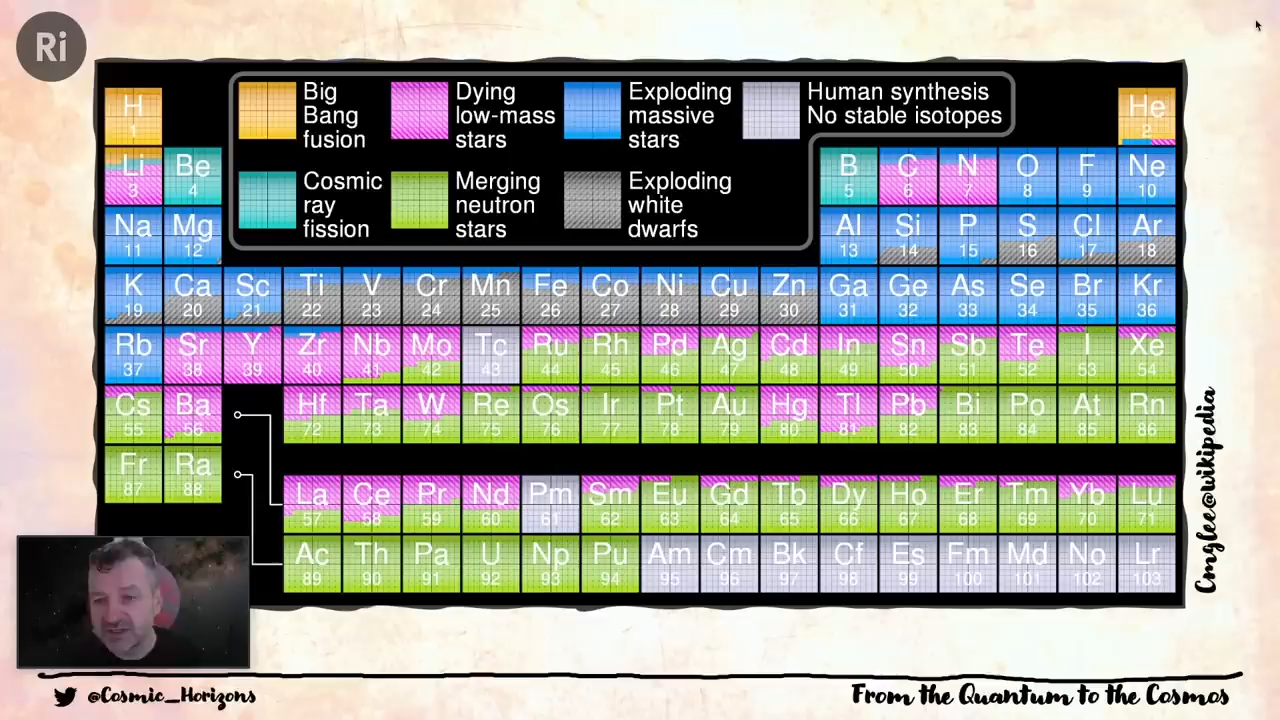 Ri
Big
Bang
fusion
Dying
low-mass
stars
Exploding
massive
stars
Human synthesis
No stable isotopes
Cosmic
ray
fission
Merging
neutron
stars
Exploding
white
dwarfs
H He
1 2
Li Be B C N O F Ne
3 4 5 6 7 8 9 10
Na Mg Al Si P S Cl Ar
11 12 13 14 15 16 17 18
K Ca Sc Ti V Cr Mn Fe Co Ni Cu Zn Ga Ge As Se Br Kr
19 20 21 22 23 24 25 26 27 28 29 30 31 32 33 34 35 36
Rb Sr Y Zr Nb Mo Tc Ru Rh Pd Ag Cd In Sn Sb Te I Xe
37 38 39 40 41 42 43 44 45 46 47 48 49 50 51 52 53 54
Cs Ba Hf Ta W Re Os Ir Pt Au Hg Tl Pb Bi Po At Rn
55 56 72 73 74 75 76 77 78 79 80 81 82 83 84 85 86
Fr Ra
87 88
La Ce Pr Nd Pm Sm Eu Gd Tb Dy Ho Er Tm Yb Lu
57 58 59 60 61 62 63 64 65 66 67 68 69 70 71
Ac Th Pa U Np Pu Am Cm Bk Cf Es Fm Md No Lr
89 90 91 92 93 94 95 96 97 98 99 100 101 102 103
Cmglee@wikipedia
@Cosmic_Horizons
From the Quantum to the Cosmos